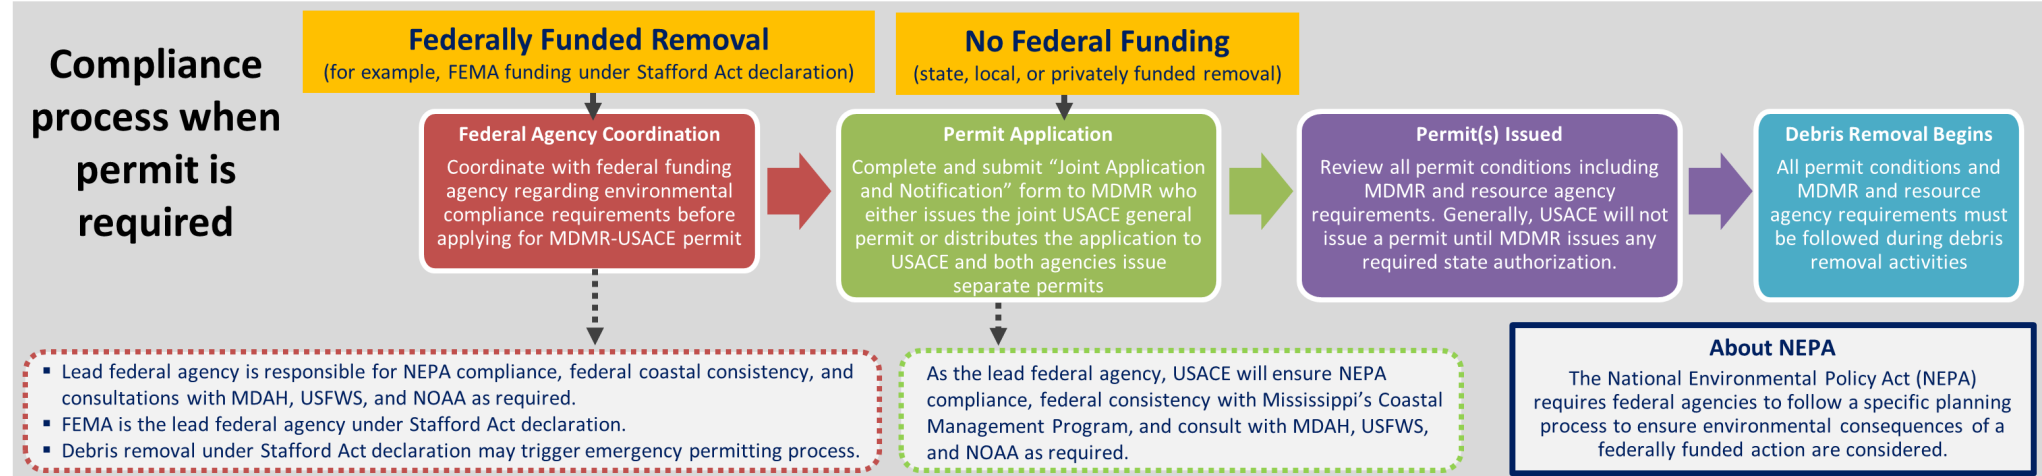 Compliance
process when
permit is
required
Federally Funded Removal
(for example, FEMA funding under Stafford Act declaration)
No Federal Funding
(state, local, or privately funded removal)
Federal Agency Coordination
Coordinate with federal funding
agency regarding environmental
compliance requirements before
applying for MDMR-USACE permit
Permit Application
Complete and submit “Joint Application
and Notification” form to MDMR who
either issues the joint USACE general
permit or distributes the application to
USACE and both agencies issue
separate permits
Permit(s) Issued
Review all permit conditions including
MDMR and resource agency
requirements. Generally, USACE will not
issue a permit until MDMR issues any
required state authorization.
Debris Removal Begins
All permit conditions and
MDMR and resource
agency requirements must
be followed during debris
removal activities
▪ Lead federal agency is responsible for NEPA compliance, federal coastal consistency, and
consultations with MDAH, USFWS, and NOAA as required.
▪ FEMA is the lead federal agency under Stafford Act declaration.
▪ Debris removal under Stafford Act declaration may trigger emergency permitting process.
As the lead federal agency, USACE will ensure NEPA
compliance, federal consistency with Mississippi’s Coastal
Management Program, and consult with MDAH, USFWS,
and NOAA as required.
About NEPA
The National Environmental Policy Act (NEPA)
requires federal agencies to follow a specific planning
process to ensure environmental consequences of a
federally funded action are considered.